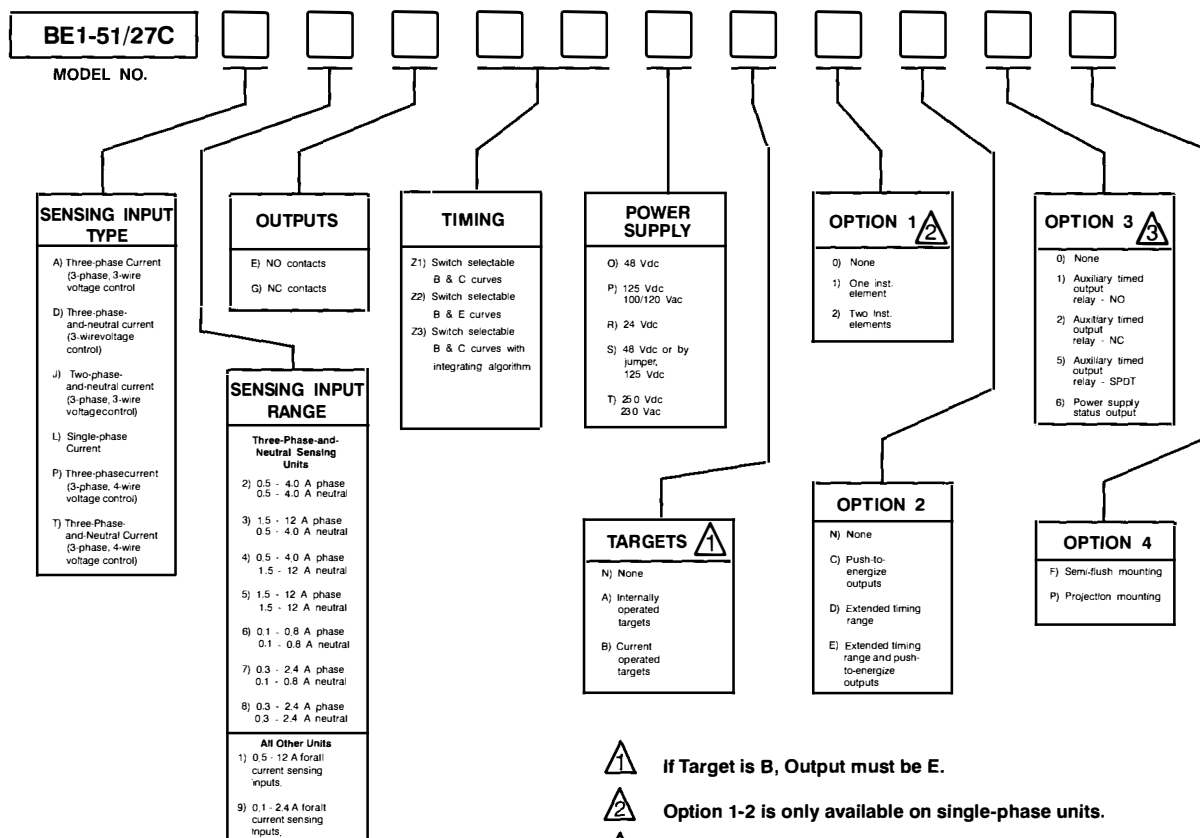 BE1-51/27C
MODEL NO.
SENSING INPUT
TYPE
A) Three-phase Current
(3-phase, 3-wire
voltage control
D) Three-phase-
and-neutral current
(3-wirevoltage
control)
J) Two-phase-
and-neutral current
(3-phase, 3-wire
voltagecontrol)
L) Single-phase
Current
P) Three-phasecurrent
(3-phase, 4-wire
voltage control)
T) Three-Phase-
and-Neutral Current
(3-phase, 4-wire
voltage control)
SENSING INPUT
RANGE
Three-Phase-and-
Neutral Sensing
Units
2) 0.5 - 4.0 A phase
0.5 - 4.0 A neutral
3) 1.5 - 12 A phase
0.5 - 4.0 A neutral
4) 0.5 - 4.0 A phase
1.5 - 12 A neutral
5) 1.5 - 12 A phase
1.5 - 12 A neutral
6) 0.1 - 0.8 A phase
0.1 - 0.8 A neutral
7) 0.3 - 2.4 A phase
0.1 - 0.8 A neutral
8) 0.3 - 2.4 A phase
0.3 - 2.4 A neutral
All Other Units
1) 0.5 - 12 A forall
current sensing
inputs.
9) 0.1 - 2.4 A forall
current sensing
inputs.
OUTPUTS
E) NO contacts
G) NC contacts
TIMING
Z1) Switch selectable
B & C curves
Z2) Switch selectable
B & E curves
Z3) Switch selectable
B & C curves with
integrating algorithm
POWER
SUPPLY
O) 48 Vdc
P) 125 Vdc
100/120 Vac
R) 24 Vdc
S) 48 Vdc or by
jumper,
125 Vdc
T) 250 Vdc
230 Vac
TARGETS 1
N) None
A) Internally
operated
targets
B) Current
operated
targets
OPTION 1 2
0) None
1) One inst.
element
2) Two Inst.
elements
OPTION 2
N) None
C) Push-to-
energize
outputs
D) Extended timing
range
E) Extended timing
range and push-
to-energize
outputs
OPTION 3 3
0) None
1) Auxiliary timed
output
relay - NO
2) Auxiliary timed
output
relay - NC
5) Auxiliary timed
output
relay - SPDT
6) Power supply
status output
OPTION 4
F) Semi-flush mounting
P) Projection mounting
1 If Target is B, Output must be E.
2 Option 1-2 is only available on single-phase units.